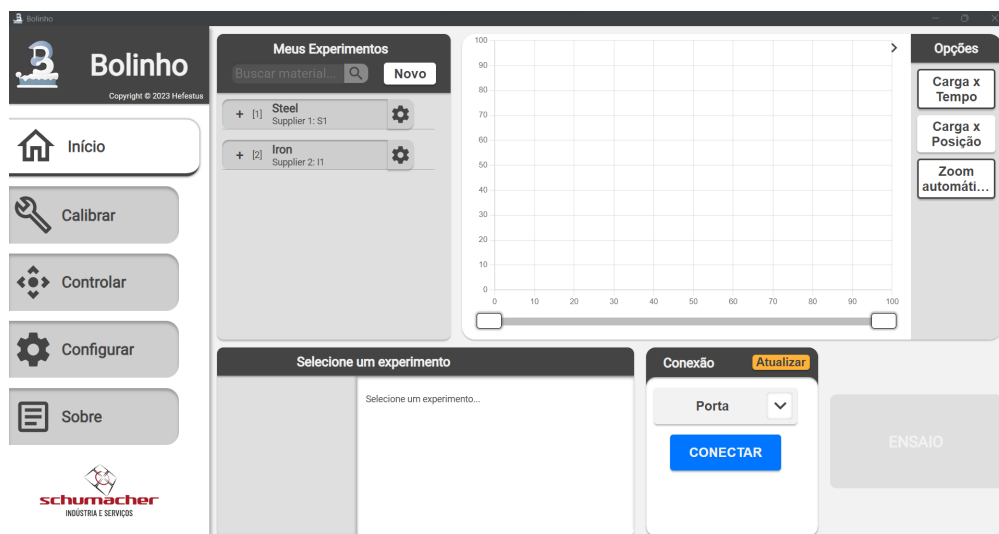 Bolinho
Bolinho
Copyright © 2023 Hefestus
Início
Calibrar
Controlar
Configurar
Sobre
schumacher
INDÚSTRIA E SERVIÇOS
Meus Experimentos
Buscar material...
Novo
+ [1] Steel
Supplier 1: S1
+ [2] Iron
Supplier 2: I1
100
90
80
70
60
50
40
30
20
10
0
0 10 20 30 40 50 60 70 80 90 100
Opções
Carga x
Tempo
Carga x
Posição
Zoom
automáti...
Selecione um experimento
Selecione um experimento...
Conexão
Atualizar
Porta
CONECTAR
ENSAIO